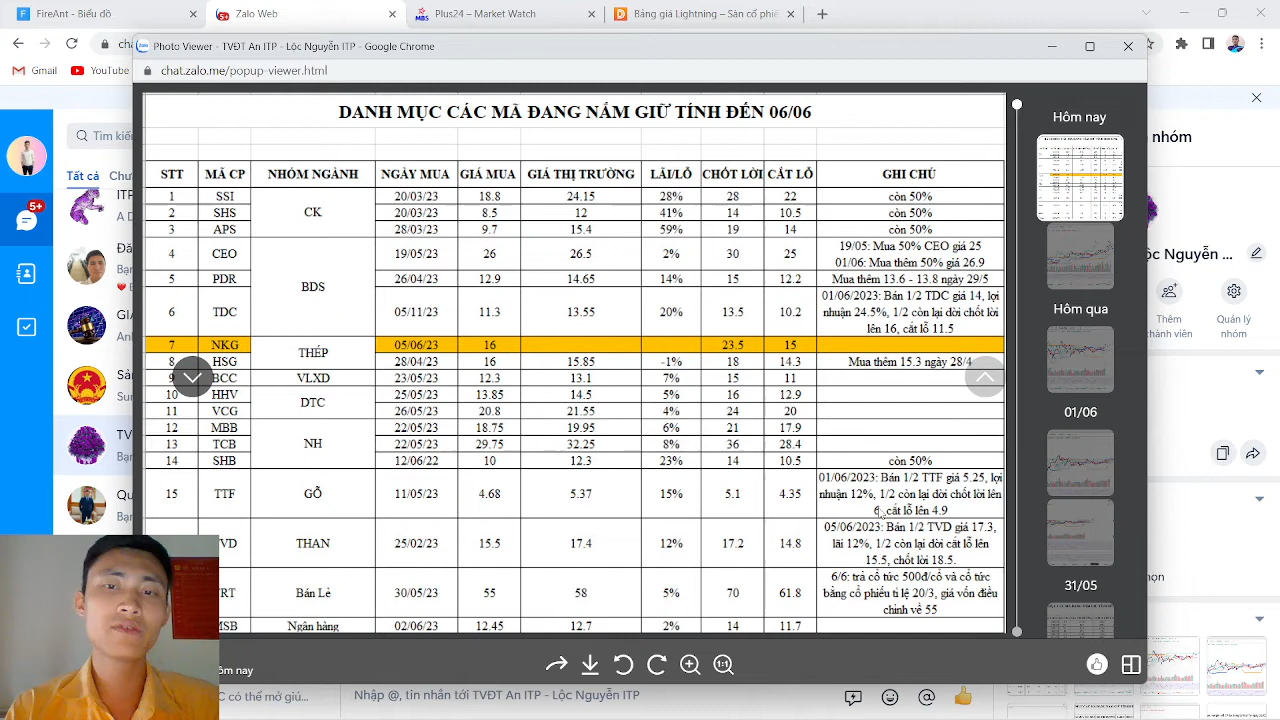 FireAnt - Biểu đồ
Zalo Web
Plus24 - Market Watch
Bảng giá Lightning – sàn cổ phiế
Photo Viewer - TVĐT An ITP - Lộc Nguyễn ITP - Google Chrome
chat.zalo.me/popup-viewer.html
Gmail
YouTube
DANH MỤC CÁC MÃ ĐANG NẮM GIỮ TÍNH ĐẾN 06/06
STT MÃ CP NHÓM NGÀNH NGÀY MUA GIÁ THỊ TRƯỜNG LÃI/LỖ CHỐT LỜI CẮT LỖ GHI CHÚ
1 SSI CK 20/03/23 18.8 24.15 28% 28 22 còn 50%
2 SHS 20/03/23 8.5 12 41% 14 10.5 còn 50%
3 APS 28/03/23 9.7 15.4 59% 19 14 còn 50%
4 CEO BDS 19/05/23 26 26.5 2% 30 25 19/05: Mua 50% CEO giá 25
01/06: Mua thêm 50% giá 26.9
5 PDR 26/04/23 12.9 14.65 14% 15 12.2 Mua thêm 13.6 - 13.8 ngày 29/5
6 TDC 05/11/23 11.3 13.55 20% 13.5 10.2 01/06/2023: Bán 1/2 TDC giá 14, lợi
nhuận 24.5%, 1/2 còn lại dời chốt lời
lên 16, cắt lỗ 11.5
7 NKG THÉP 05/06/23 16 23.5 15
8 HSG 28/04/23 16 15.85 -1% 18 14.3 Mua thêm 15.3 ngày 28/4
9 BCC VLXD 23/05/23 12.3 13.1 7% 15 11
10 HHV DTC 26/05/23 13.85 14.5 5% 16 12.9
11 VCG 26/05/23 20.8 21.55 4% 24 20
12 MBB NH 22/05/23 18.75 19.95 6% 21 17.9
13 TCB 22/05/23 29.75 32.25 8% 36 28.4
14 SHB 12/06/22 10 12.3 23% 14 10.5 còn 50%
15 TTF GỖ 4.68 5.37 15% 5.1 4.35 01/06/2023: Bán 1/2 TTF giá 5.25, lợi
nhuận 12%, 1/2 còn lại dời chốt lời lên
6, cắt lỗ lên 4.9
THAN 25/02/23 15.5 17.4 12% 17.2 14.8 05/06/2023: Bán 1/2 TVD giá 17.3,
lãi 12%, 1/2 còn lại dời cắt lỗ lên
15.5, chốt lời 18.5.
Bán Lẻ 30/05/23 55 58 5% 70 61.8 6/6: trả cổ tức 500đ/cổ và cổ tức
bằng cổ phiếu tỉ lệ 20/3, giá vốn điều
chỉnh về 55
MSB Ngân hàng 02/06/23 12.45 12.7 2% 14
Hôm nay
Hôm qua
01/06
31/05
Tìm kiế
Tất cả
5+
1:1
ộc Nguyễn ...
Thêm
thành viên
Quản lý
nhóm
Nguyễn ITP